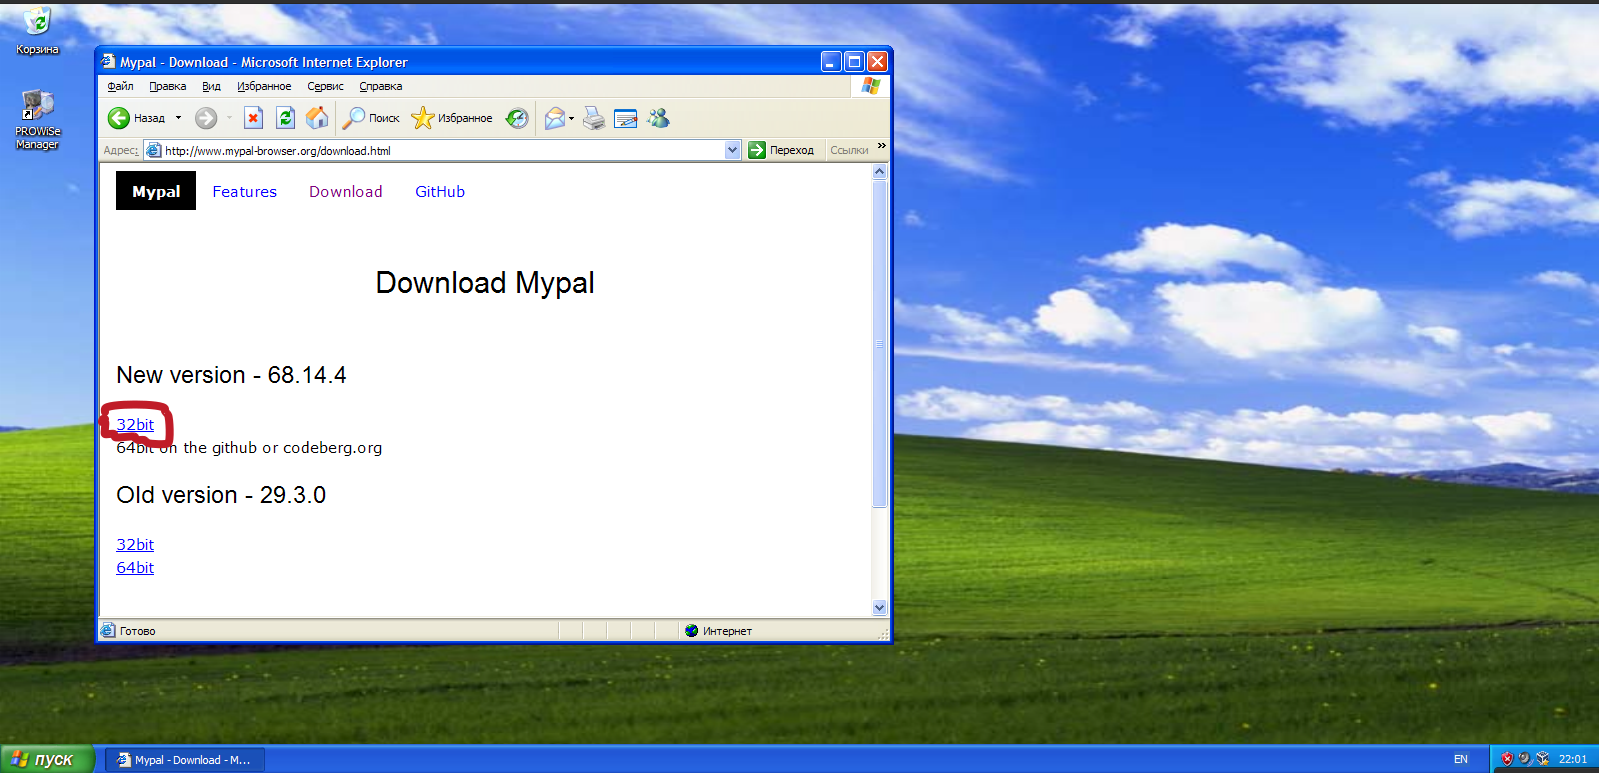 Корзина
PROWiSe
Manager
Mypal - Download - Microsoft Internet Explorer
Файл Правка Вид Избранное Сервис Справка
Назад Поиск Избранное
Адрес: http://www.mypal-browser.org/download.html Переход Ссылки »
Mypal Features Download GitHub
Download Mypal
New version - 68.14.4
32bit
64bit on the github or codeberg.org
Old version - 29.3.0
32bit
64bit
Готово Интернет
пуск Mypal - Download - M... EN 22:01